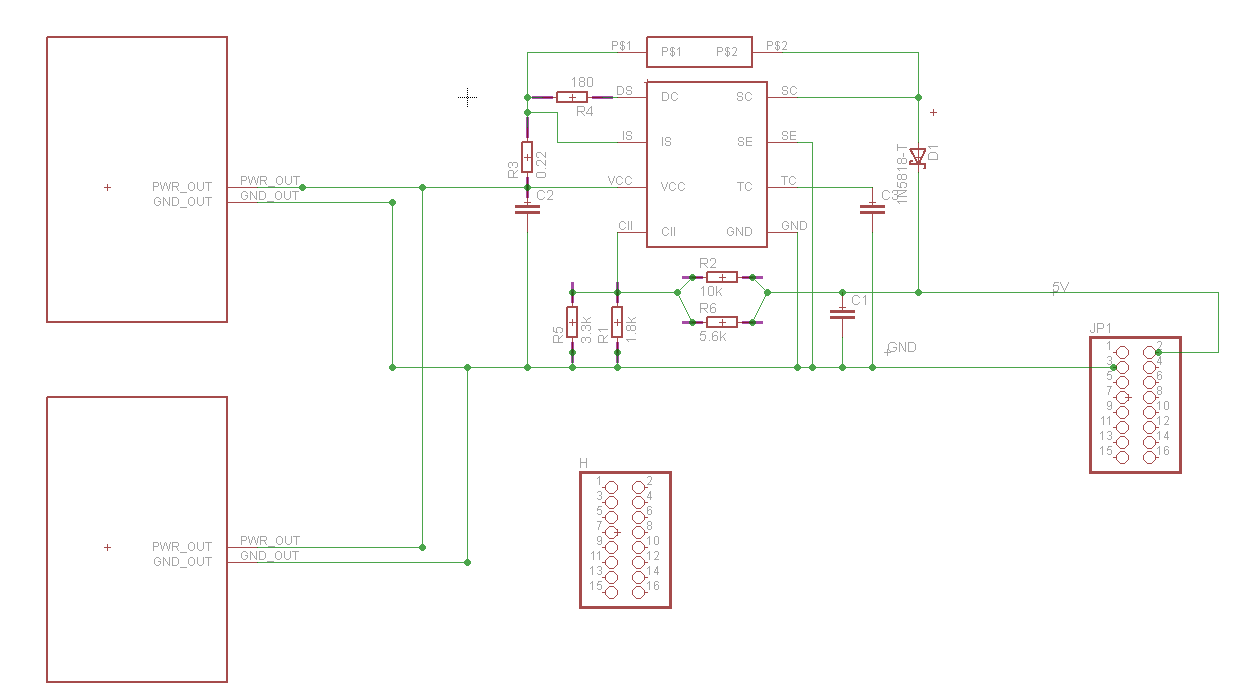 P$1 P$1 P$2 P$2
180
DS DC SC SC
R4
IS IS SE SE
R3 0.22 1N5818-T D1
PWR_OUT PWR_OUT VCC VCC TC TC
GND_OUT GND_OUT C2 C3
CII CII GND GND
R2
10k
5V
C1
R6
5.6k
R5 3.3k R1 1.8k
GND
JP1
1 2
3 4
5 6
7 8
9 10
11 12
13 14
15 16
H
1 2
3 4
5 6
7 8
9 10
11 12
13 14
15 16
PWR_OUT PWR_OUT
GND_OUT GND_OUT